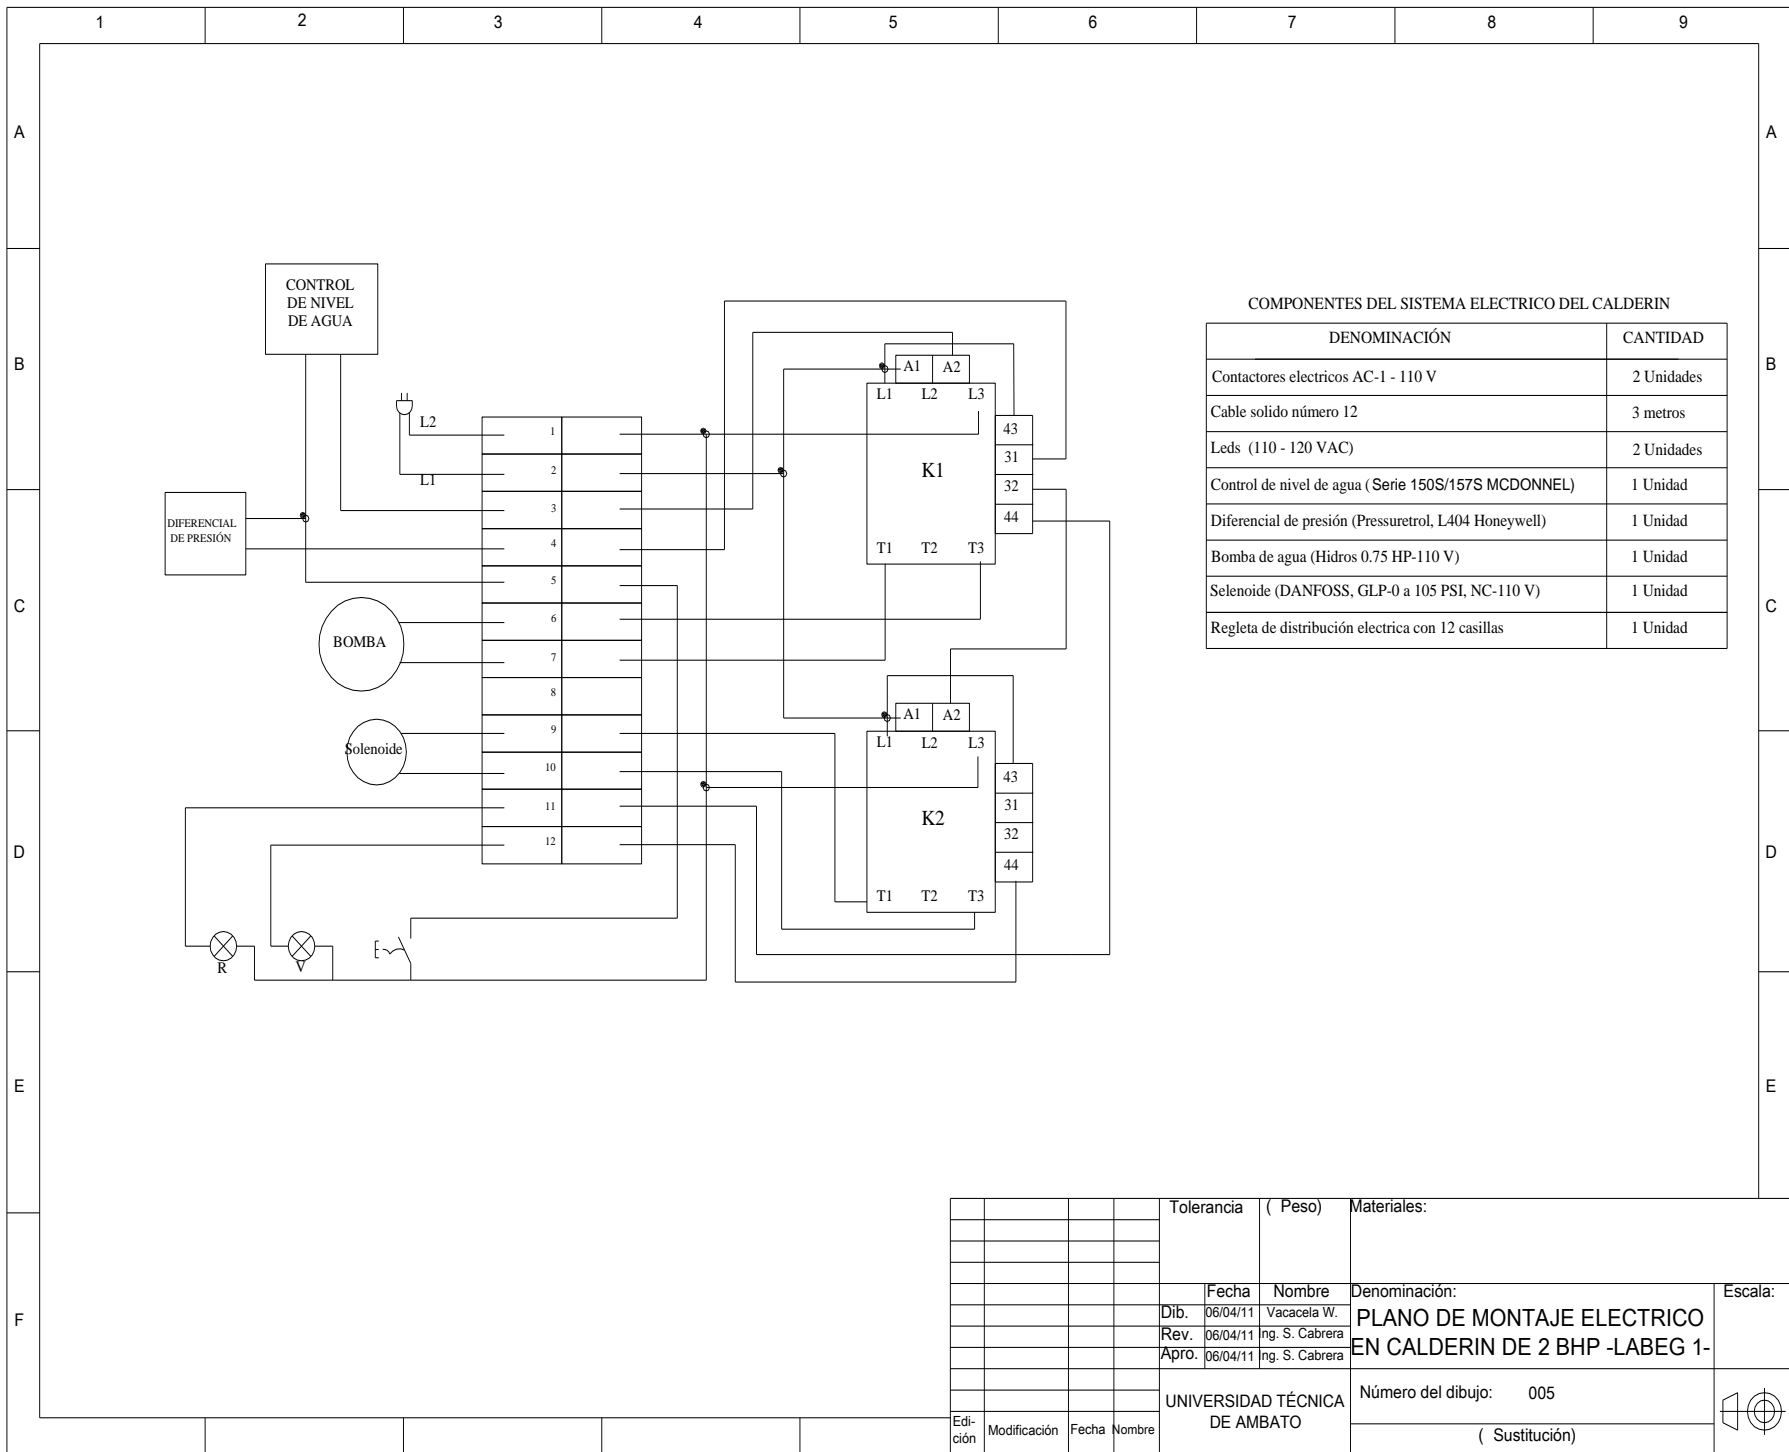 1 2 3 4 5 6 7 8 9
A A
B B
C C
D D
E E
F
CONTROL
DE NIVEL
DE AGUA
DIFERENCIAL
DE PRESIÓN
BOMBA
Solenoide
L2
L1
1
2
3
4
5
6
7
8
9
10
11
12
R V
A1 A2
L1 L2 L3
K1
43
31
32
44
T1 T2 T3
A1 A2
L1 L2 L3
K2
43
31
32
44
T1 T2 T3
COMPONENTES DEL SISTEMA ELECTRICO DEL CALDERIN
DENOMINACIÓN CANTIDAD
Contactores electricos AC-1 - 110 V 2 Unidades
Cable solido número 12 3 metros
Leds (110 - 120 VAC) 2 Unidades
Control de nivel de agua (Serie 150S/157S MCDONNEL) 1 Unidad
Diferencial de presión (Pressuretrol, L404 Honeywell) 1 Unidad
Bomba de agua (Hidros 0.75 HP-110 V) 1 Unidad
Selenoide (DANFOSS, GLP-0 a 105 PSI, NC-110 V) 1 Unidad
Regleta de distribución electrica con 12 casillas 1 Unidad
Tolerancia ( Peso) Materiales:
Fecha Nombre Denominación: Escala:
Dib. 06/04/11 Vacacela W.
Rev. 06/04/11 Ing. S. Cabrera
Apro. 06/04/11 Ing. S. Cabrera
PLANO DE MONTAJE ELECTRICO
EN CALDERIN DE 2 BHP -LABEG 1-
UNIVERSIDAD TÉCNICA
DE AMBATO
Número del dibujo: 005
( Sustitución)
Edi-
ción Modificación Fecha Nombre